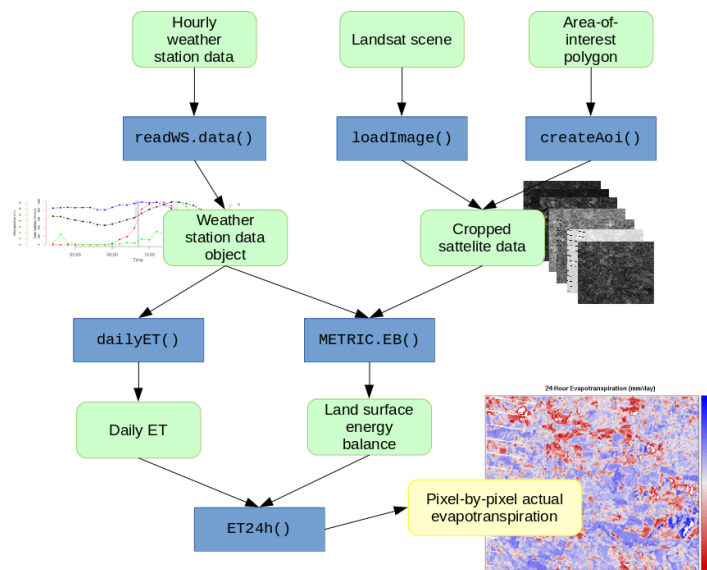 Hourly
weather
station data
Landsat scene
Area-of-
interest
polygon
readWS.data()
loadImage()
createAoi()
Weather
station data
object
Cropped
sattelite data
Time
dailyET()
METRIC.EB()
24-Hour Evapotranspiration (mm/day)
Daily ET
Land surface
energy
balance
Pixel-by-pixel actual
evapotranspiration
ET24h()